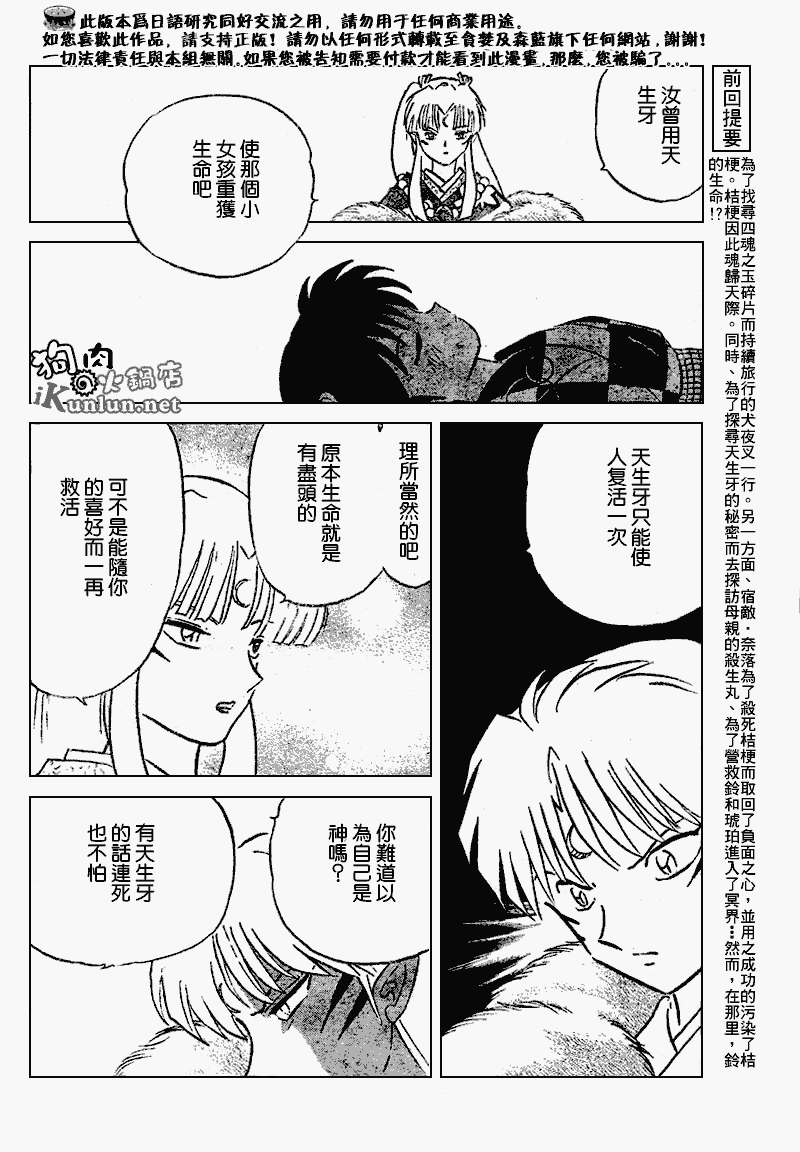 此版本爲日語研究同好交流之用，請勿用于任何商業用途。
如您喜歡此作品，請支持正版！請勿以任何形式轉載至貪婪及森藍旗下任何網站，謝謝！
一切法律責任與本組無關，如果您被告知需要付款才能看到此漫畫，那麼，您被騙了...
前回提要
為了找尋四魂之玉碎片而持續旅行的犬夜叉一行。另一方面、宿敵·奈落為了殺死桔梗而取回了負面之心，並用之成功的污染了桔
梗。桔梗因此魂歸天際。同時、為了探尋天生牙的秘密而去探訪母親的殺生丸、為了營救鈴和琥珀進入了冥界…然而，在那里，鈴
的生命!?
汝曾用天
生牙
使那個小
女孩重獲
生命吧
狗肉火鍋店
iKunlun.net
天生牙只能使
人复活一次
理所當然的吧
原本生命就是
有盡頭的
可不是能隨你
的喜好而一再
救活
你難道以
為自己是
神嗎?
有天生牙
的話連死
也不怕